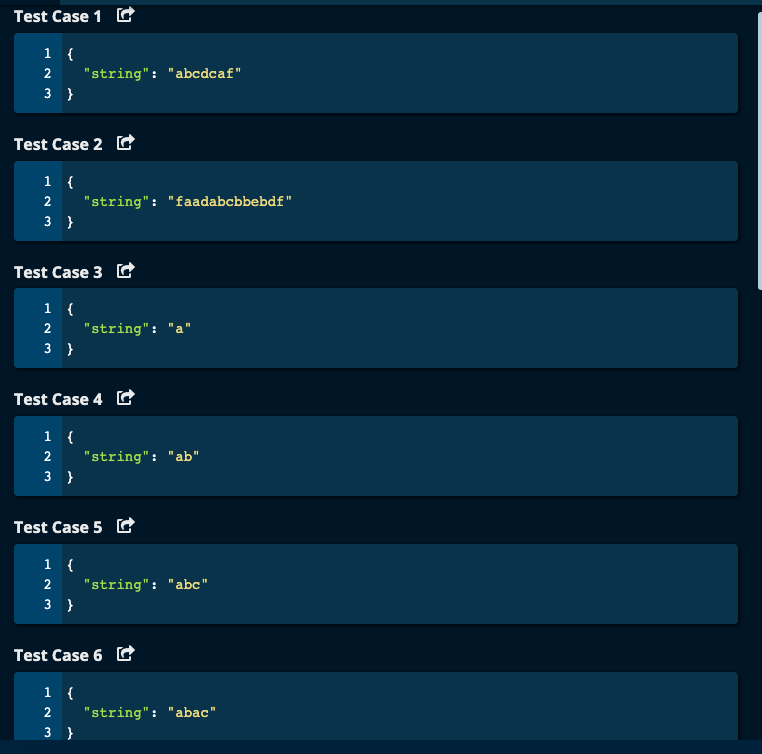 Test Case 1
1 {
2 "string": "abcdcaf"
3 }
Test Case 2
1 {
2 "string": "faadabcbbebdf"
3 }
Test Case 3
1 {
2 "string": "a"
3 }
Test Case 4
1 {
2 "string": "ab"
3 }
Test Case 5
1 {
2 "string": "abc"
3 }
Test Case 6
1 {
2 "string": "abac"
3 }